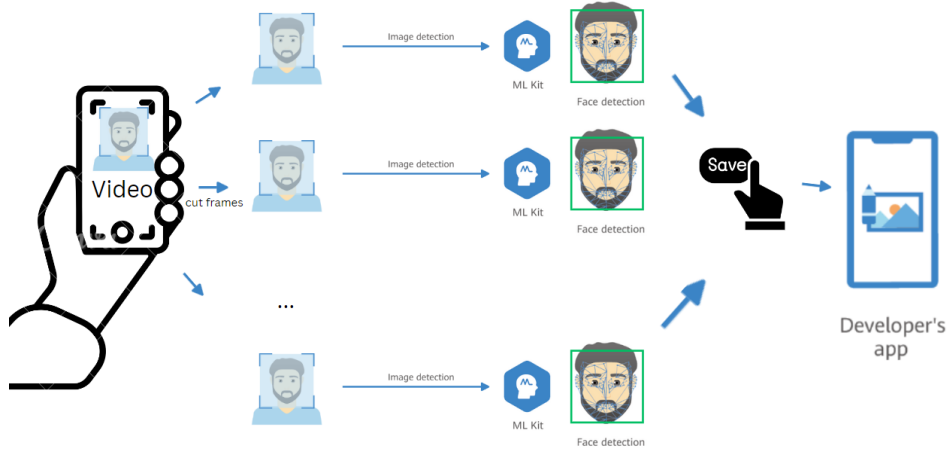 Image detection
ML Kit
Face detection
Video
cut frames
Image detection
ML Kit
Face detection
Save
...
Developer's
app
Image detection
ML Kit
Face detection